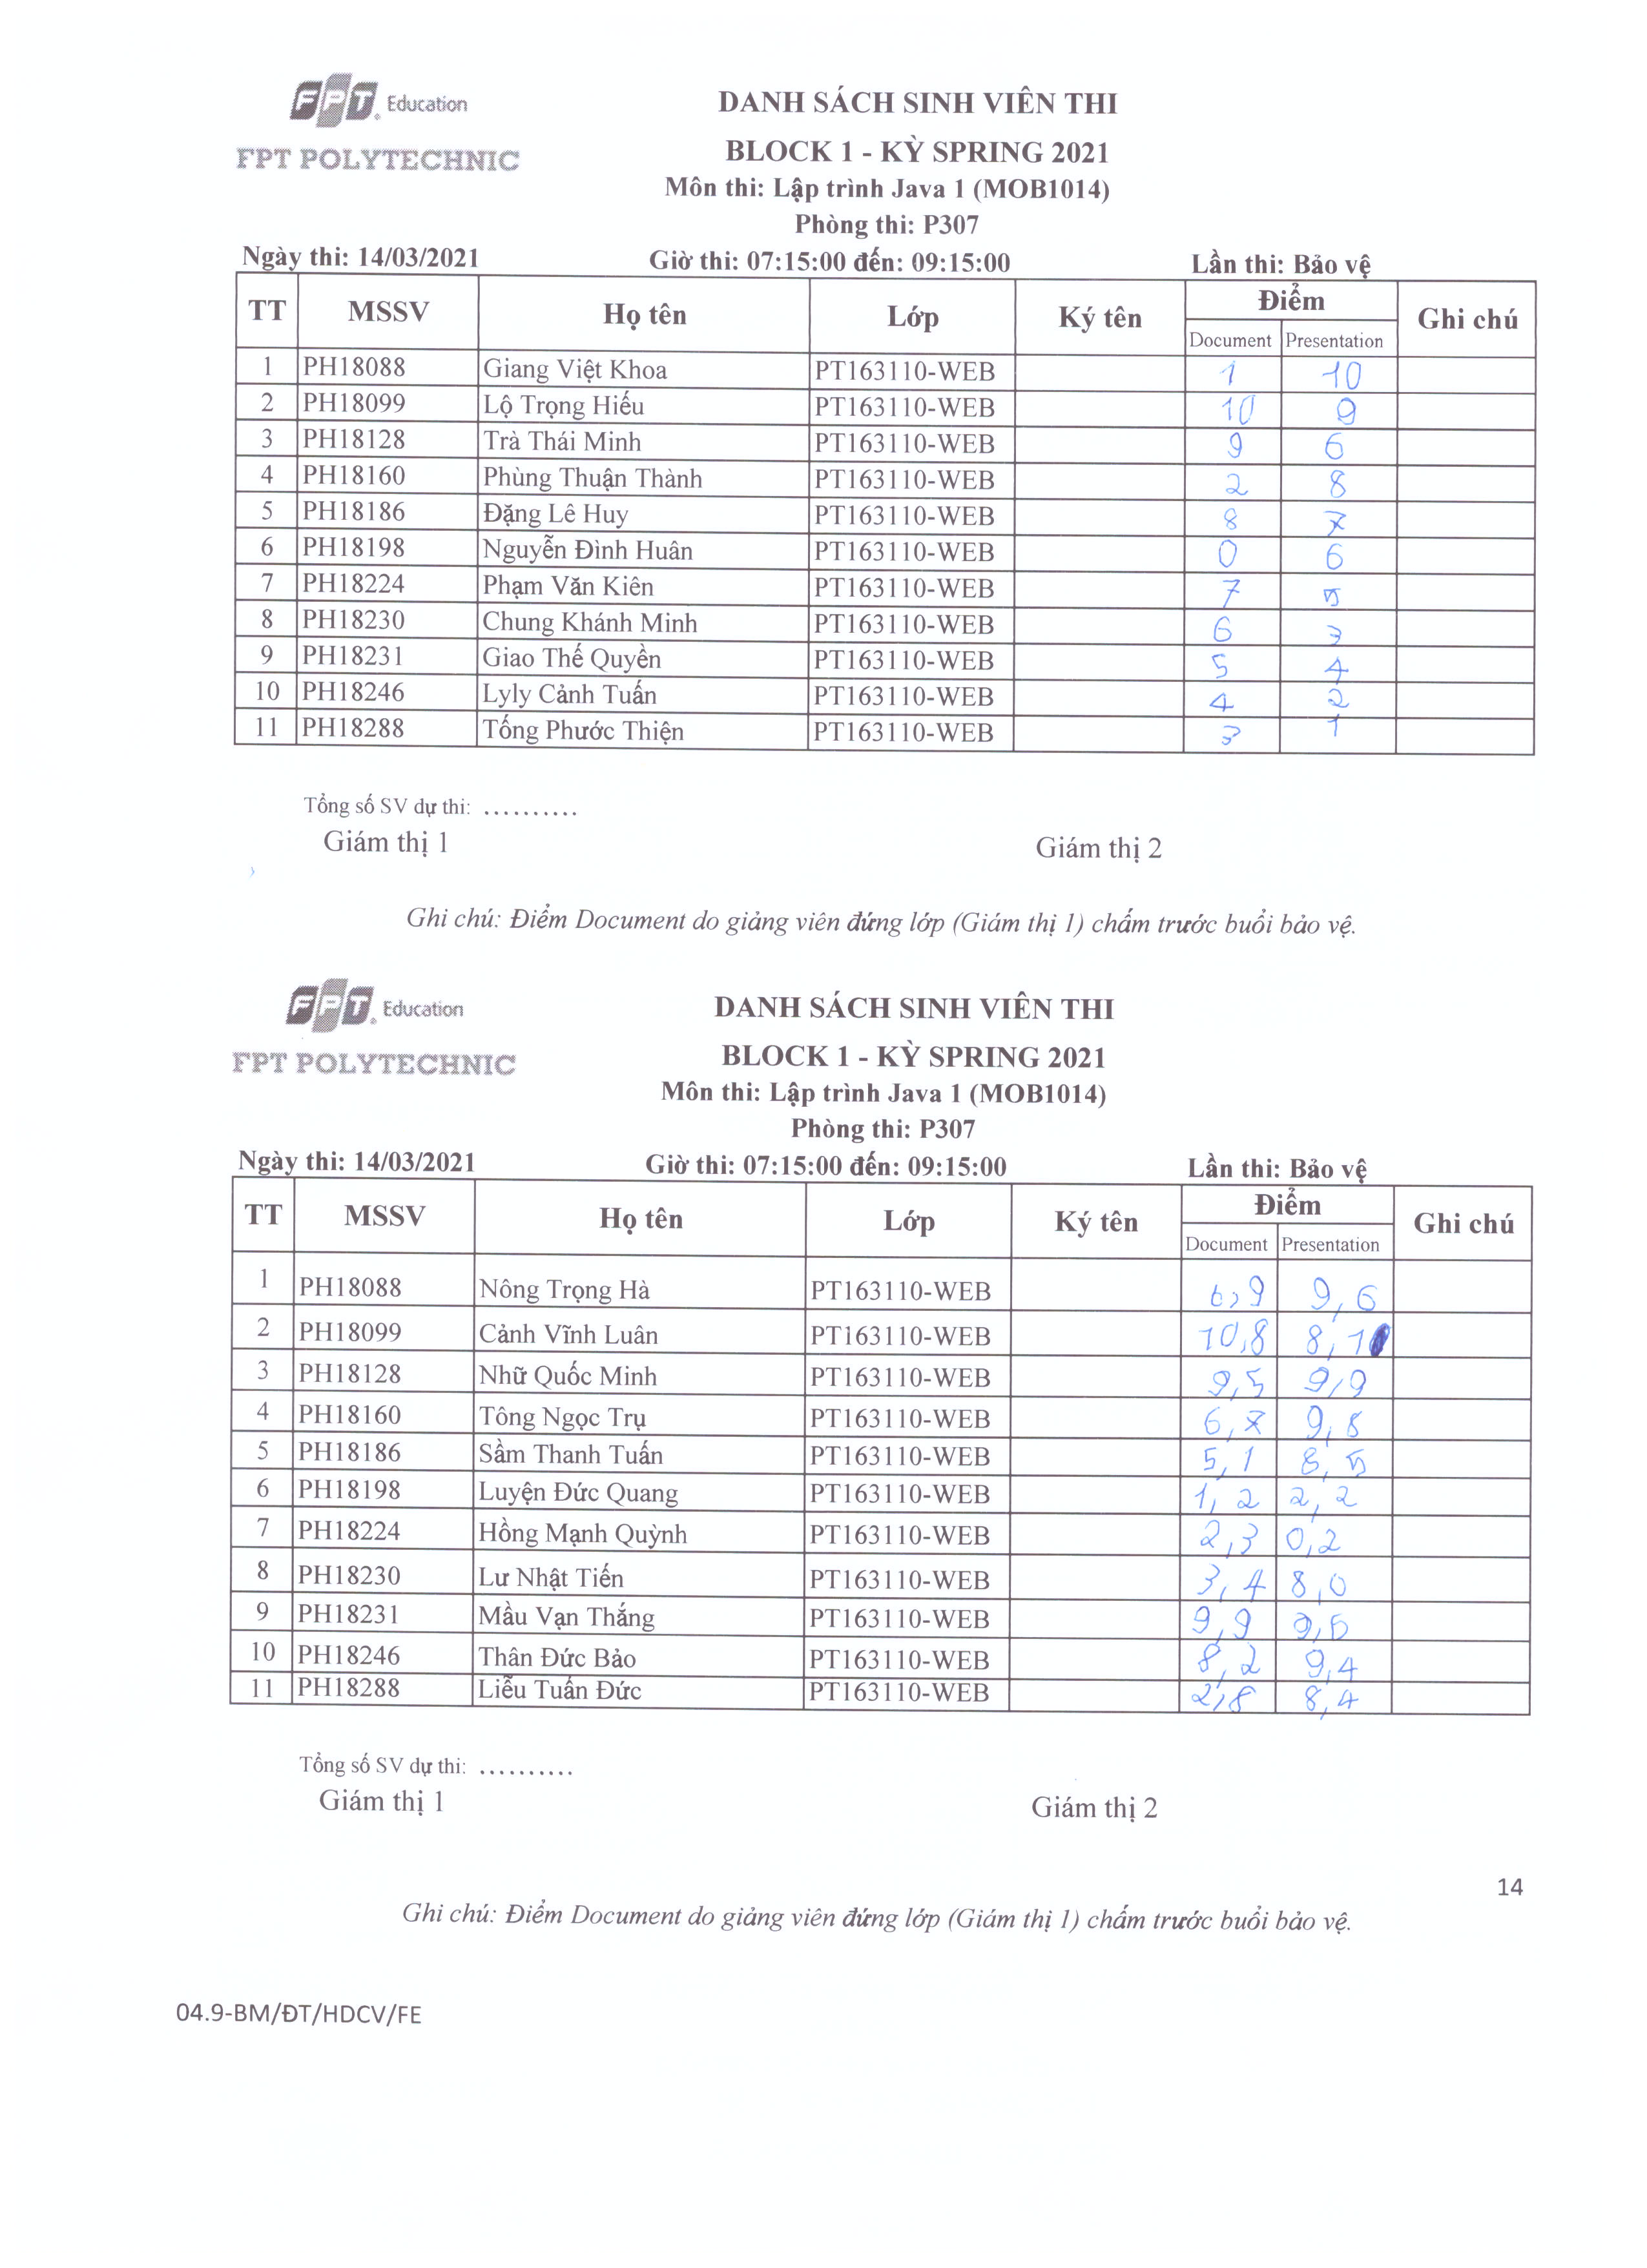 FPT Education
FPT POLYTECHNIC
DANH SÁCH SINH VIÊN THI
BLOCK 1 - KỲ SPRING 2021
Môn thi: Lập trình Java 1 (MOB1014)
Phòng thi: P307
Ngày thi: 14/03/2021 Giờ thi: 07:15:00 đến: 09:15:00 Lần thi: Bảo vệ
TT MSSV Họ tên Lớp Ký tên Điểm Ghi chú
Document Presentation
1 PH18088 Giang Việt Khoa PT163110-WEB 1 10
2 PH18099 Lộ Trọng Hiếu PT163110-WEB 10 9
3 PH18128 Trà Thái Minh PT163110-WEB 9 6
4 PH18160 Phùng Thuận Thành PT163110-WEB 2 8
5 PH18186 Đặng Lê Huy PT163110-WEB 8 7
6 PH18198 Nguyễn Đình Huân PT163110-WEB 0 6
7 PH18224 Phạm Văn Kiên PT163110-WEB 7 5
8 PH18230 Chung Khánh Minh PT163110-WEB 6 3
9 PH18231 Giao Thế Quyền PT163110-WEB 5 4
10 PH18246 Lyly Cảnh Tuấn PT163110-WEB 4 2
11 PH18288 Tống Phước Thiện PT163110-WEB 3 1
Tổng số SV dự thi: ..........
Giám thị 1 Giám thị 2
Ghi chú: Điểm Document do giảng viên đứng lớp (Giám thị 1) chấm trước buổi bảo vệ.
FPT Education
FPT POLYTECHNIC
DANH SÁCH SINH VIÊN THI
BLOCK 1 - KỲ SPRING 2021
Môn thi: Lập trình Java 1 (MOB1014)
Phòng thi: P307
Ngày thi: 14/03/2021 Giờ thi: 07:15:00 đến: 09:15:00 Lần thi: Bảo vệ
TT MSSV Họ tên Lớp Ký tên Điểm Ghi chú
Document Presentation
1 PH18088 Nông Trọng Hà PT163110-WEB 6,9 9,6
2 PH18099 Cảnh Vĩnh Luân PT163110-WEB 10,8 8,1
3 PH18128 Nhữ Quốc Minh PT163110-WEB 9,5 9,9
4 PH18160 Tông Ngọc Trụ PT163110-WEB 6,7 9,8
5 PH18186 Sầm Thanh Tuấn PT163110-WEB 5,1 8,5
6 PH18198 Luyện Đức Quang PT163110-WEB 1,2 2,2
7 PH18224 Hồng Mạnh Quỳnh PT163110-WEB 2,3 0,2
8 PH18230 Lư Nhật Tiến PT163110-WEB 3,4 8,0
9 PH18231 Mầu Vạn Thắng PT163110-WEB 9,9
10 PH18246 Thân Đức Bảo PT163110-WEB 8,2 9,4
11 PH18288 Liễu Tuấn Đức PT163110-WEB 2,8 8,4
Tổng số SV dự thi: ..........
Giám thị 1 Giám thị 2
14
Ghi chú: Điểm Document do giảng viên đứng lớp (Giám thị 1) chấm trước buổi bảo vệ.
04.9-BM/ĐT/HDCV/FE